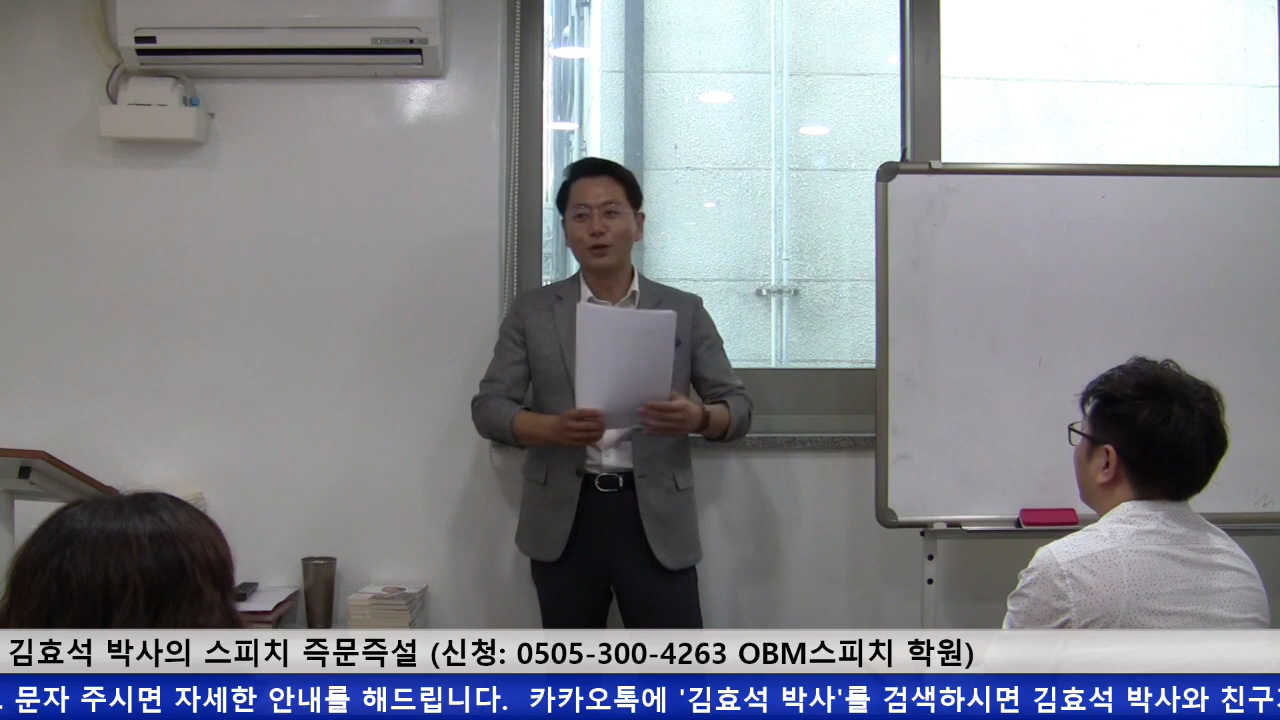 김효석 박사의 스피치 즉문즉설 (신청: 0505-300-4263 OBM스피치 학원)
. 문자 주시면 자세한 안내를 해드립니다. 카카오톡에 '김효석 박사'를 검색하시면 김효석 박사와 친구